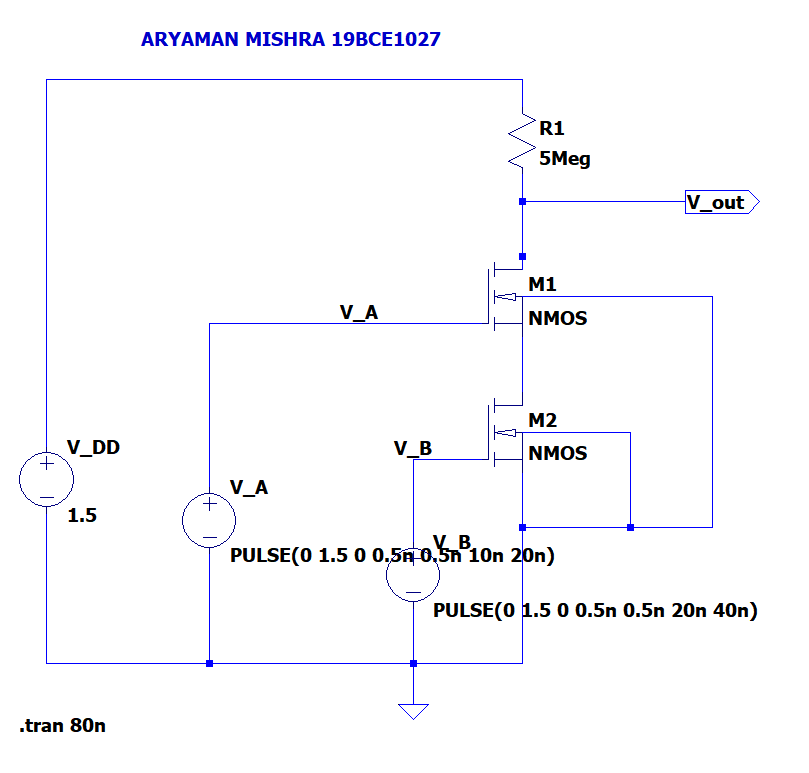 ARYAMAN MISHRA 19BCE1027
R1
5Meg
V_out
M1
V_A
NMOS
M2
V_DD
V_B
NMOS
V_A
1.5
V_B
PULSE(0 1.5 0 0.5n 0.5n 10n 20n)
PULSE(0 1.5 0 0.5n 0.5n 20n 40n)
.tran 80n